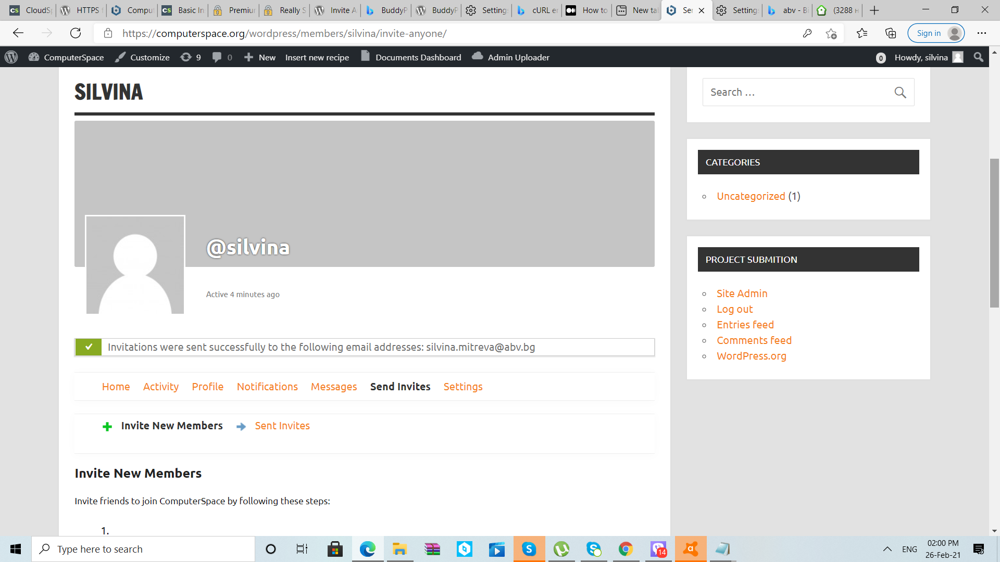 CloudS
HTTPS
Comput
Basic In
Premiun
Really S
Invite A
BuddyP
BuddyP
Setting
cURL er
How to
New ta
Ser
Setting
abv - B
(3288 н
https://computerspace.org/wordpress/members/silvina/invite-anyone/
Sign in
ComputerSpace
Customize
9
0
New
Insert new recipe
Documents Dashboard
Admin Uploader
0
Howdy, silvina
SILVINA
@silvina
Active 4 minutes ago
Invitations were sent successfully to the following email addresses: silvina.mitreva@abv.bg
Home Activity Profile Notifications Messages Send Invites Settings
Invite New Members Sent Invites
Invite New Members
Invite friends to join ComputerSpace by following these steps:
1.
Search …
CATEGORIES
Uncategorized (1)
PROJECT SUBMITION
Site Admin
Log out
Entries feed
Comments feed
WordPress.org
Type here to search
14
ENG
02:00 PM
26-Feb-21